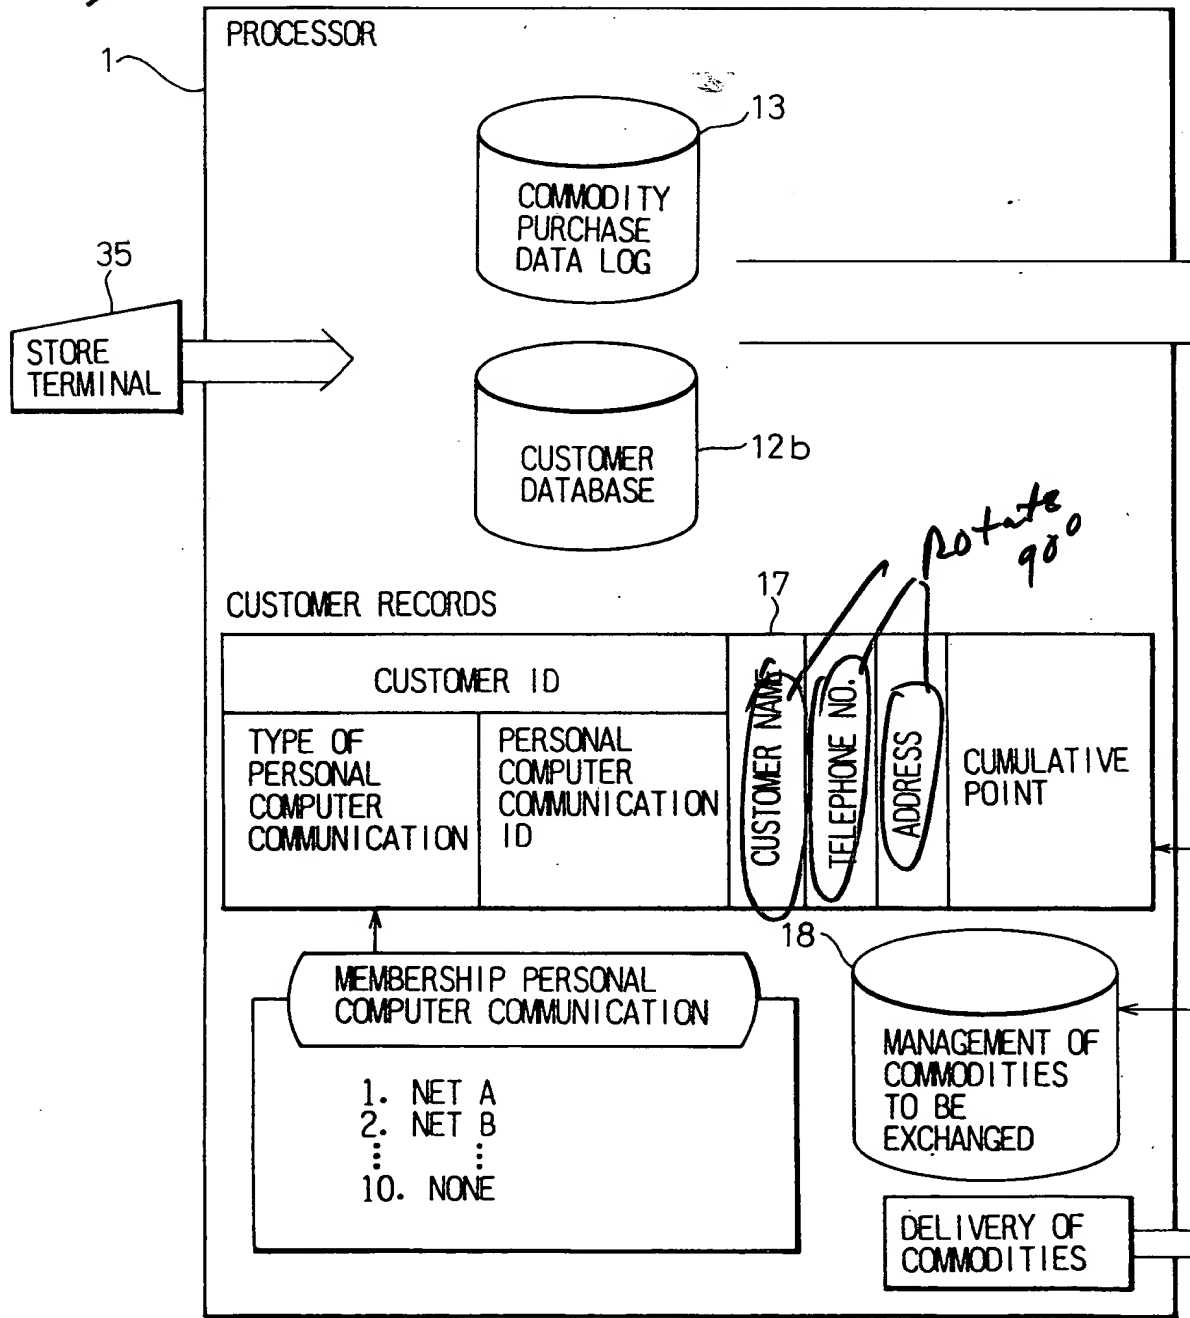 PROCESSOR
1
13
COMMODITY
PURCHASE
DATA LOG
35
STORE
TERMINAL
12b
CUSTOMER
DATABASE
Rotate
90°
17
CUSTOMER RECORDS
CUSTOMER ID
TYPE OF
PERSONAL
COMPUTER
COMMUNICATION
PERSONAL
COMPUTER
COMMUNICATION
ID
CUSTOMER NAME
TELEPHONE NO.
ADDRESS
CUMULATIVE
POINT
18
MEMBERSHIP PERSONAL
COMPUTER COMMUNICATION
1. NET A
2. NET B
⋮ ⋮
10. NONE
MANAGEMENT OF
COMMODITIES
TO BE
EXCHANGED
DELIVERY OF
COMMODITIES